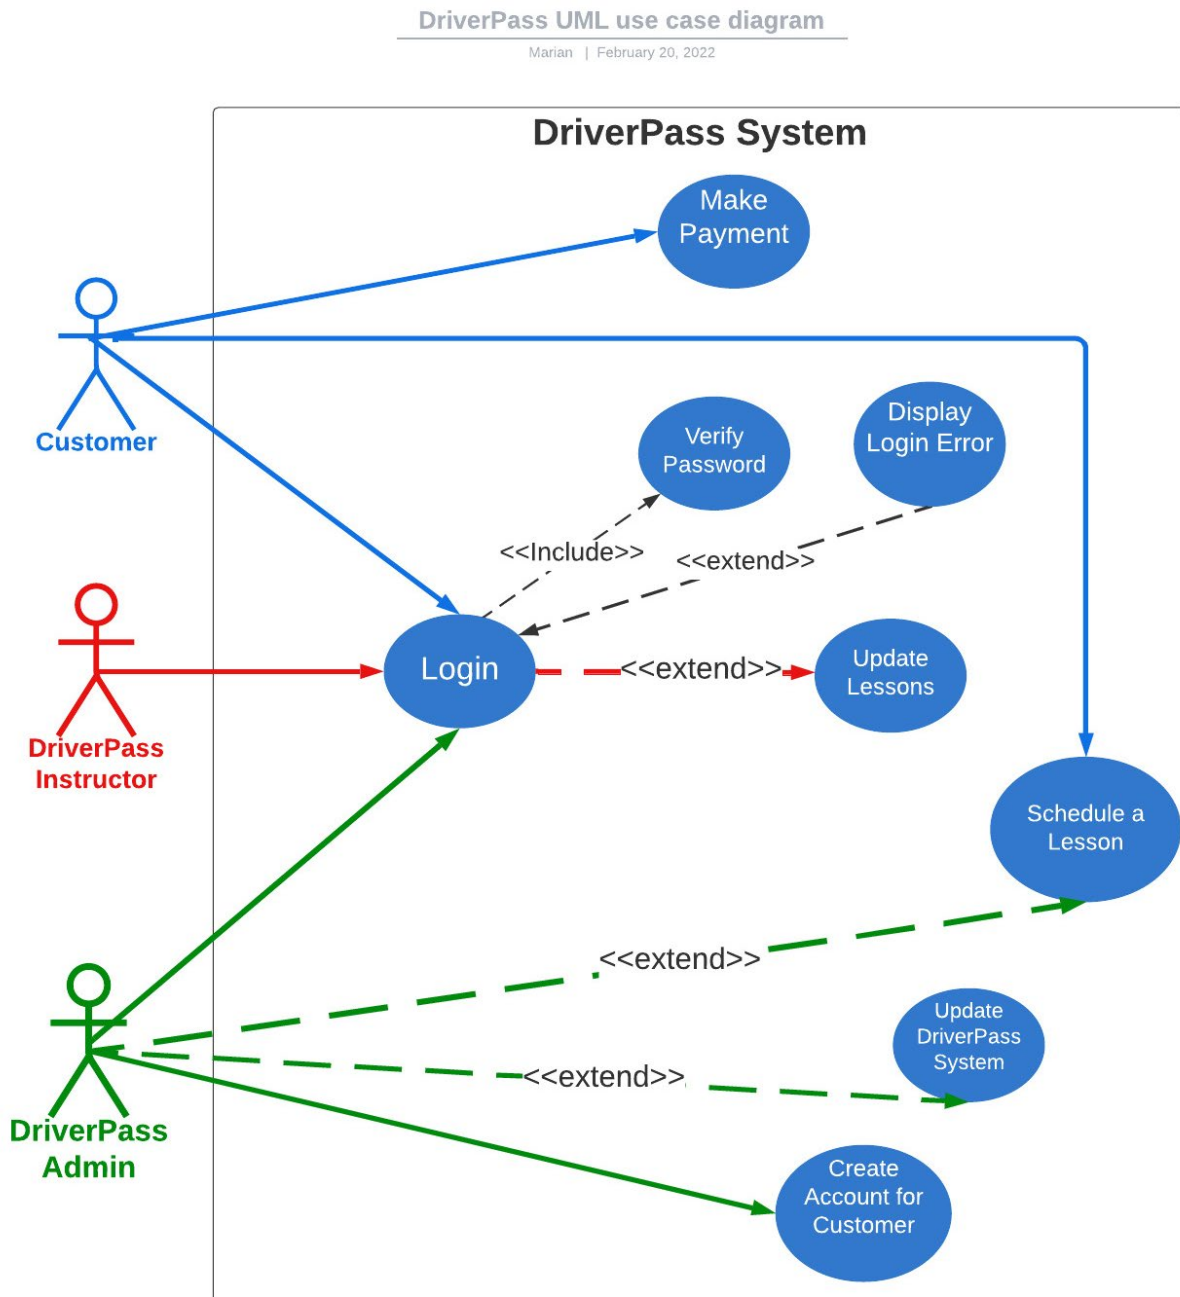 DriverPass UML use case diagram
Marian | February 20, 2022
DriverPass System
Make
Payment
Customer
Verify
Password
Display
Login Error
<<Include>>
<<extend>>
DriverPass
Instructor
Login
<<extend>>
Update
Lessons
Schedule a
Lesson
<<extend>>
DriverPass
Admin
<<extend>>
Update
DriverPass
System
Create
Account for
Customer